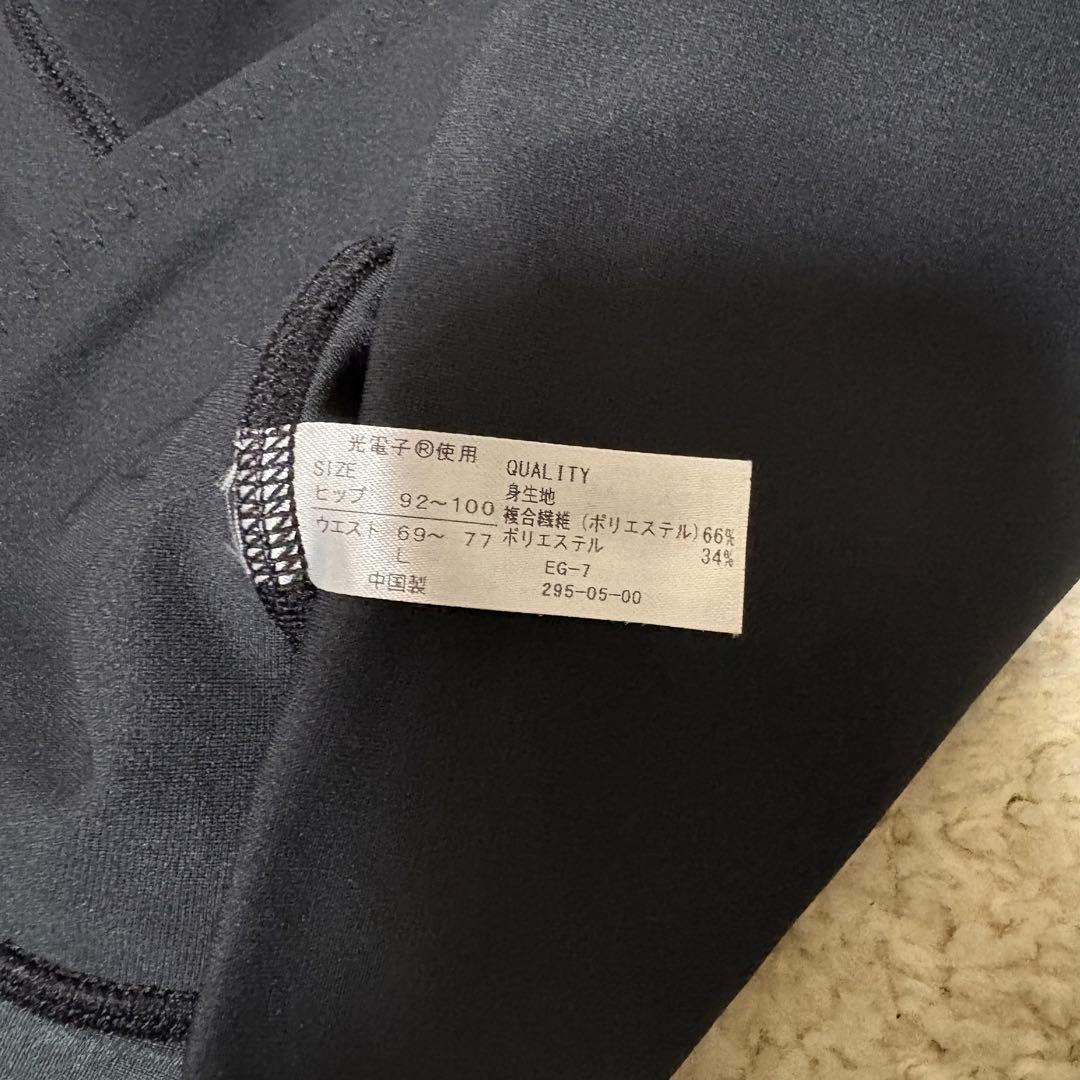 光電子®使用
SIZE
ヒップ 92～100
ウエスト 69～ 77
L
中国製
QUALITY
身生地
複合繊維(ポリエステル)66%
ポリエステル 34%
EG-7
295-05-00